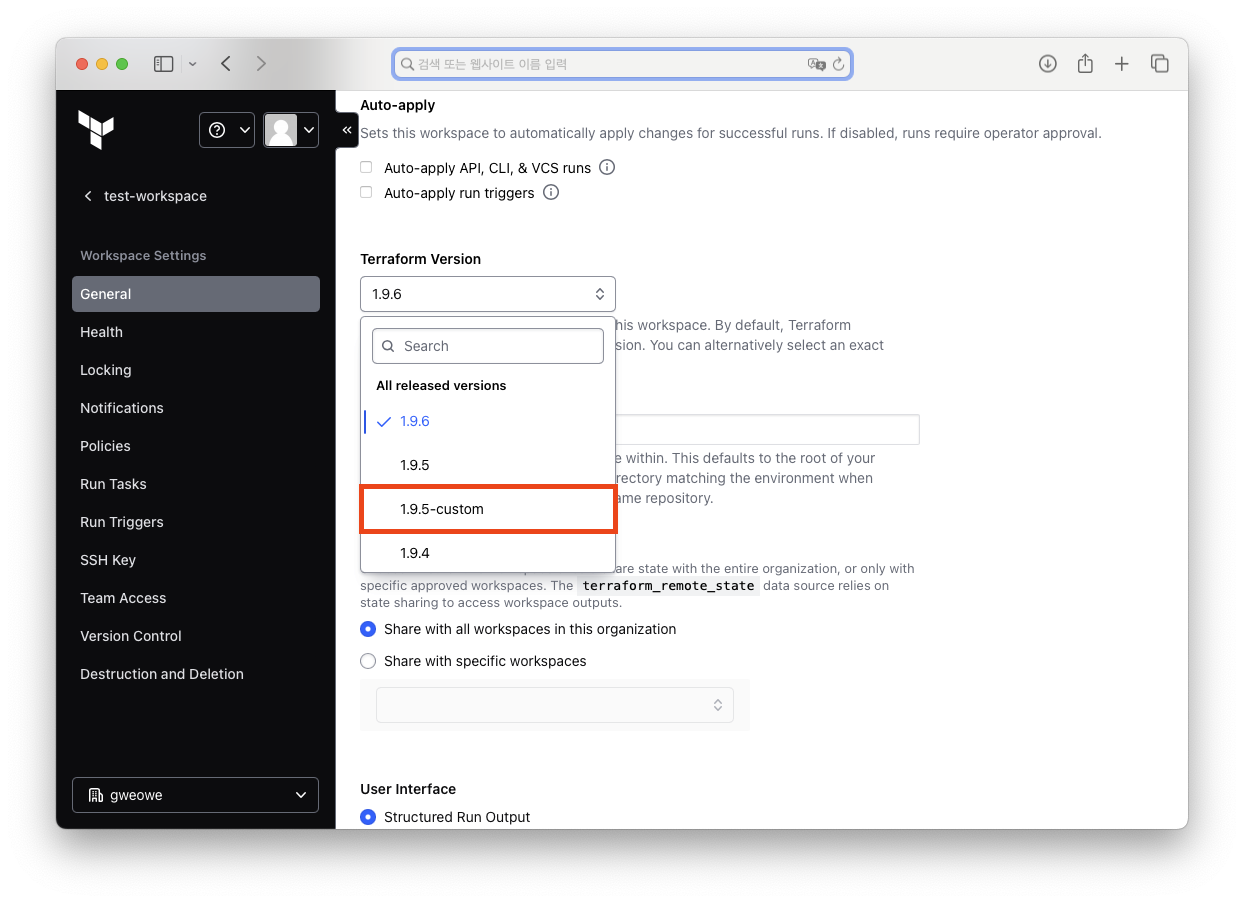 검색 또는 웹사이트 이름 입력
test-workspace
Workspace Settings
General
Health
Locking
Notifications
Policies
Run Tasks
Run Triggers
SSH Key
Team Access
Version Control
Destruction and Deletion
gweowe
Auto-apply
Sets this workspace to automatically apply changes for successful runs. If disabled, runs require operator approval.
Auto-apply API, CLI, & VCS runs
Auto-apply run triggers
Terraform Version
1.9.6
his workspace. By default, Terraform
sion. You can alternatively select an exact
Search
All released versions
1.9.6
1.9.5
1.9.5-custom
1.9.4
e within. This defaults to the root of your
rectory matching the environment when
ame repository.
are state with the entire organization, or only with
specific approved workspaces. The terraform_remote_state data source relies on
state sharing to access workspace outputs.
Share with all workspaces in this organization
Share with specific workspaces
User Interface
Structured Run Output